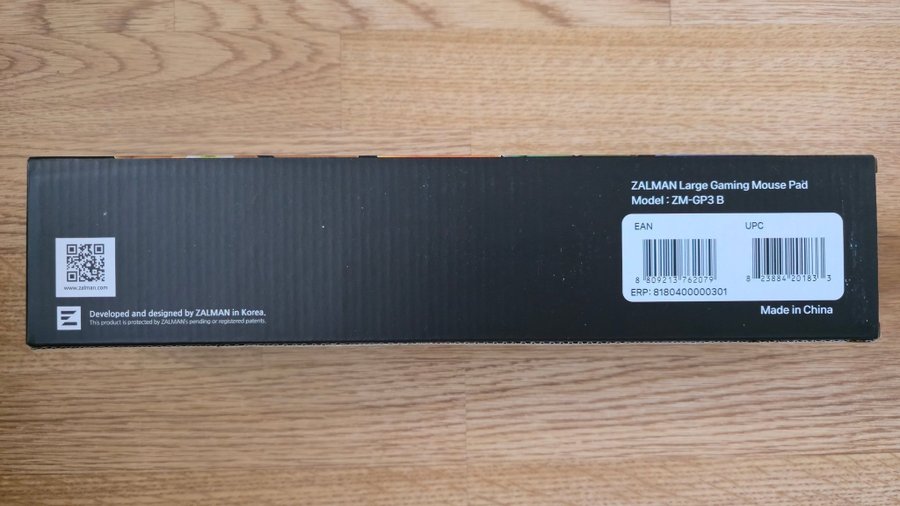 ZALMAN Large Gaming Mouse Pad
Model : ZM-GP3 B
EAN
UPC
8 809213 762079
8 23884 20183 3
ERP: 8180400000301
Made in China
www.zalman.com
Developed and designed by ZALMAN in Korea.
This product is protected by ZALMAN's pending or registered patents.